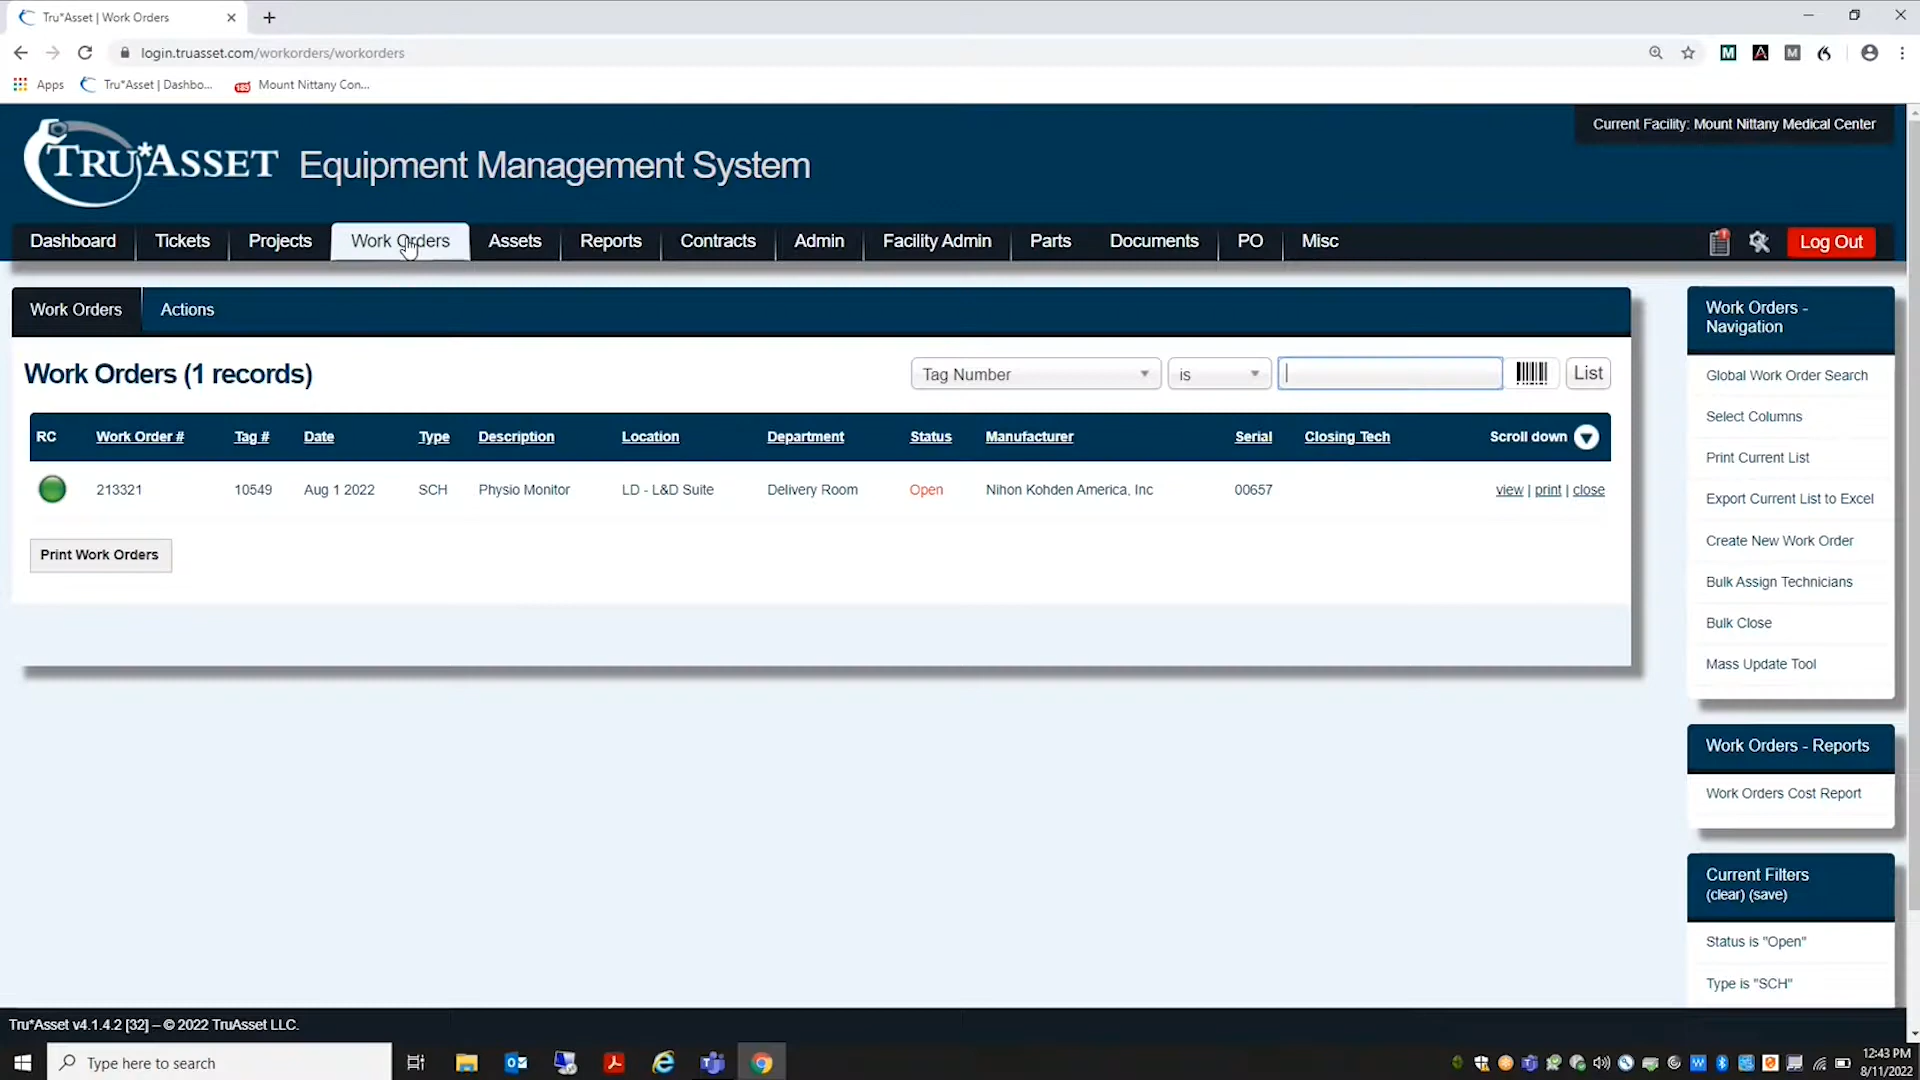 Tru*Asset | Work Orders
login.truasset.com/workorders/workorders
Apps
Tru*Asset | Dashbo...
Mount Nittany Con...
Current Facility: Mount Nittany Medical Center
TRU*ASSET Equipment Management System
Dashboard
Tickets
Projects
Work Orders
Assets
Reports
Contracts
Admin
Facility Admin
Parts
Documents
PO
Misc
Log Out
Work Orders
Actions
Work Orders (1 records)
Tag Number
is
List
RC Work Order # Tag # Date Type Description Location Department Status Manufacturer Serial Closing Tech Scroll down
213321 10549 Aug 1 2022 SCH Physio Monitor LD - L&D Suite Delivery Room Open Nihon Kohden America, Inc 00657 view | print | close
Print Work Orders
Work Orders -
Navigation
Global Work Order Search
Select Columns
Print Current List
Export Current List to Excel
Create New Work Order
Bulk Assign Technicians
Bulk Close
Mass Update Tool
Work Orders - Reports
Work Orders Cost Report
Current Filters
(clear) (save)
Status is "Open"
Type is "SCH"
Tru*Asset v4.1.4.2 [32] – © 2022 TruAsset LLC.
Type here to search
12:43 PM
8/11/2022